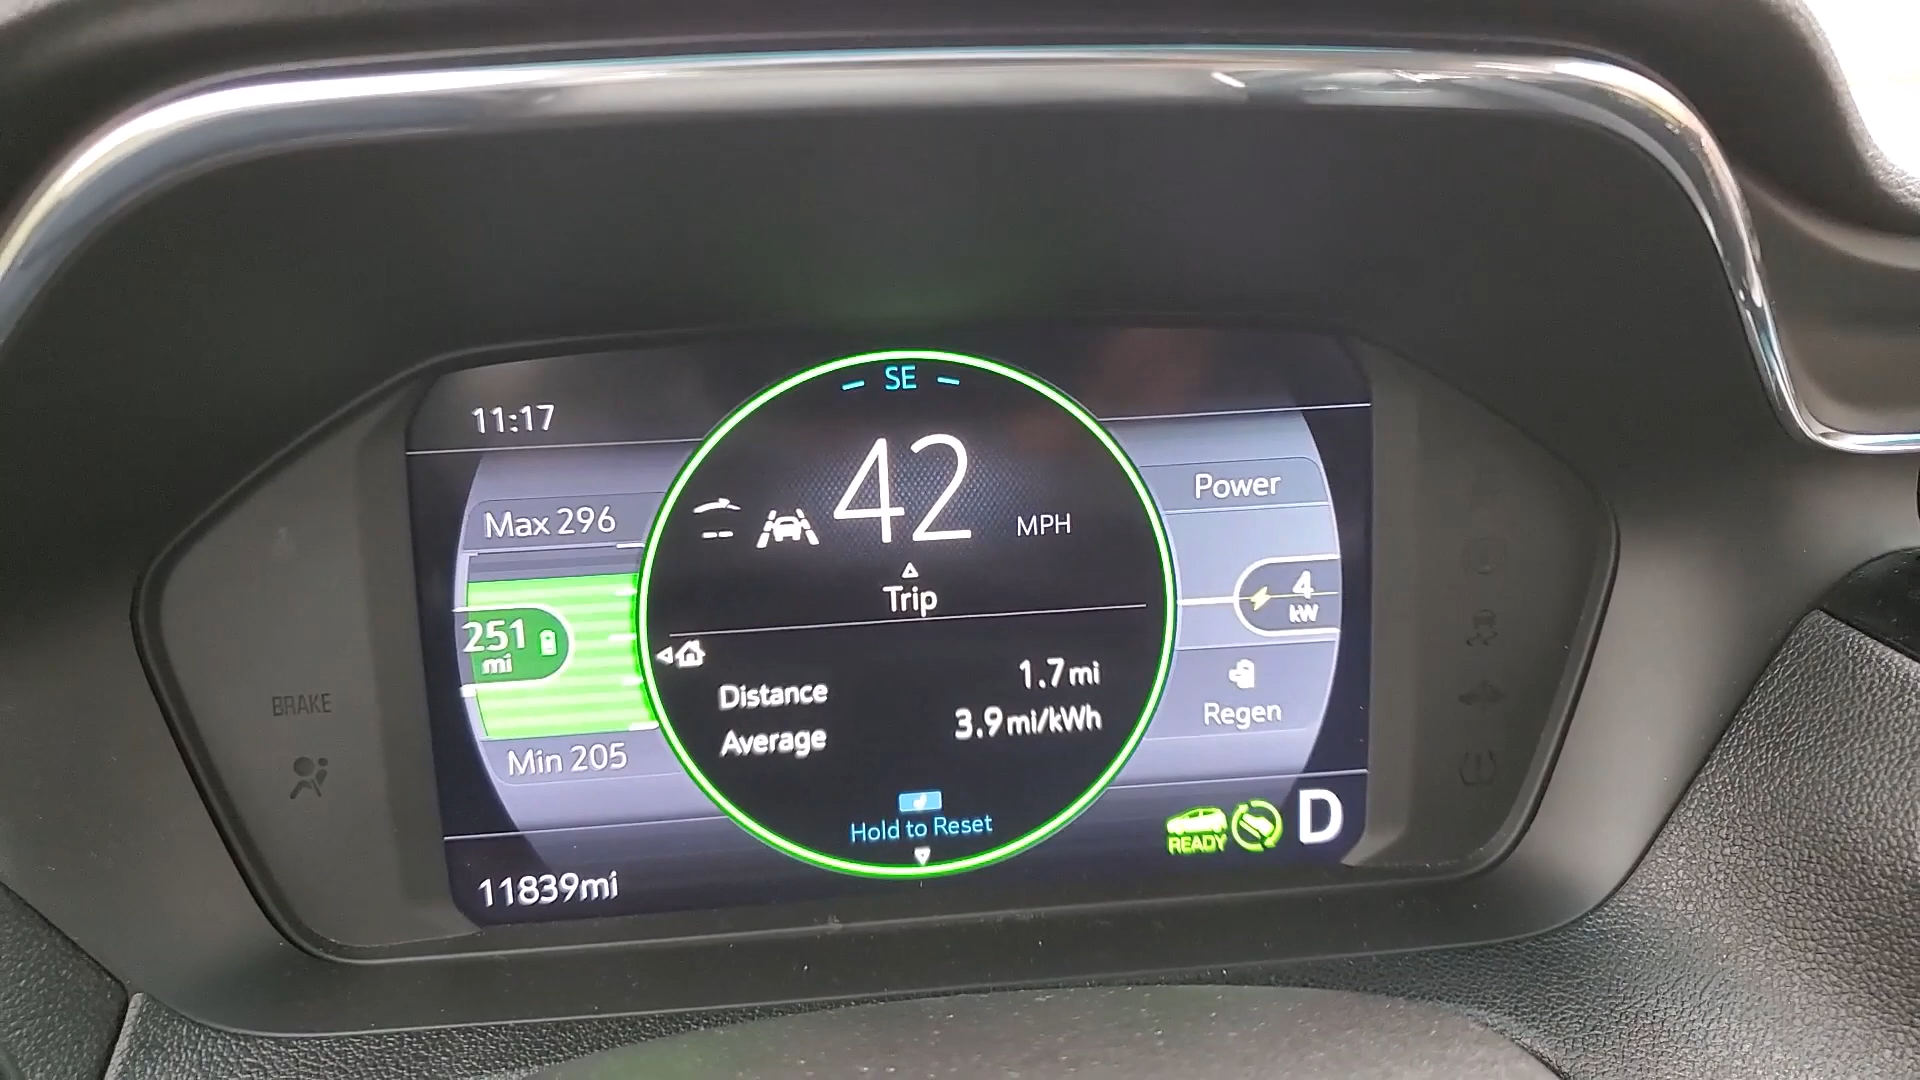 SE
11:17
42
MPH
Power
Max 296
4
kW
Trip
251
mi
Distance 1.7 mi
Average 3.9 mi/kWh
Regen
BRAKE
Min 205
Hold to Reset
READY
D
11839mi